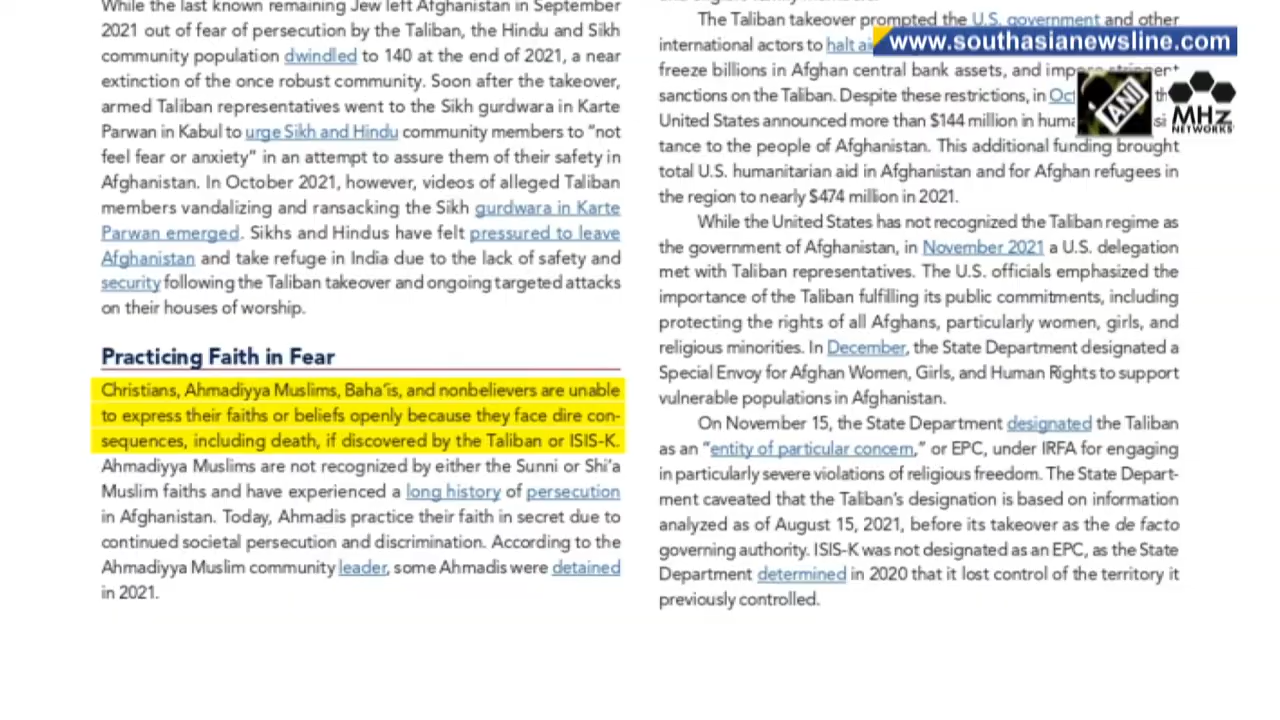 While the last known remaining Jew left Afghanistan in September
2021 out of fear of persecution by the Taliban, the Hindu and Sikh
community population dwindled to 140 at the end of 2021, a near
extinction of the once robust community. Soon after the takeover,
armed Taliban representatives went to the Sikh gurdwara in Karte
Parwan in Kabul to urge Sikh and Hindu community members to “not
feel fear or anxiety” in an attempt to assure them of their safety in
Afghanistan. In October 2021, however, videos of alleged Taliban
members vandalizing and ransacking the Sikh gurdwara in Karte
Parwan emerged. Sikhs and Hindus have felt pressured to leave
Afghanistan and take refuge in India due to the lack of safety and
security following the Taliban takeover and ongoing targeted attacks
on their houses of worship.
Practicing Faith in Fear
Christians, Ahmadiyya Muslims, Baha’is, and nonbelievers are unable
to express their faiths or beliefs openly because they face dire con-
sequences, including death, if discovered by the Taliban or ISIS-K.
Ahmadiyya Muslims are not recognized by either the Sunni or Shi’a
Muslim faiths and have experienced a long history of persecution
in Afghanistan. Today, Ahmadis practice their faith in secret due to
continued societal persecution and discrimination. According to the
Ahmadiyya Muslim community leader, some Ahmadis were detained
in 2021.
The Taliban takeover prompted the U.S. government and other
international actors to halt
freeze billions in Afghan central bank assets, and impose stringent
sanctions on the Taliban. Despite these restrictions, in
United States announced more than $144 million in
tance to the people of Afghanistan. This additional funding brought
total U.S. humanitarian aid in Afghanistan and for Afghan refugees in
the region to nearly $474 million in 2021.
While the United States has not recognized the Taliban regime as
the government of Afghanistan, in November 2021 a U.S. delegation
met with Taliban representatives. The U.S. officials emphasized the
importance of the Taliban fulfilling its public commitments, including
protecting the rights of all Afghans, particularly women, girls, and
religious minorities. In December, the State Department designated a
Special Envoy for Afghan Women, Girls, and Human Rights to support
vulnerable populations in Afghanistan.
On November 15, the State Department designated the Taliban
as an “entity of particular concern,” or EPC, under IRFA for engaging
in particularly severe violations of religious freedom. The State Depart-
ment caveated that the Taliban’s designation is based on information
analyzed as of August 15, 2021, before its takeover as the de facto
governing authority. ISIS-K was not designated as an EPC, as the State
Department determined in 2020 that it lost control of the territory it
previously controlled.
www.southasianewsline.com
ANI
MHz
NETWORKS